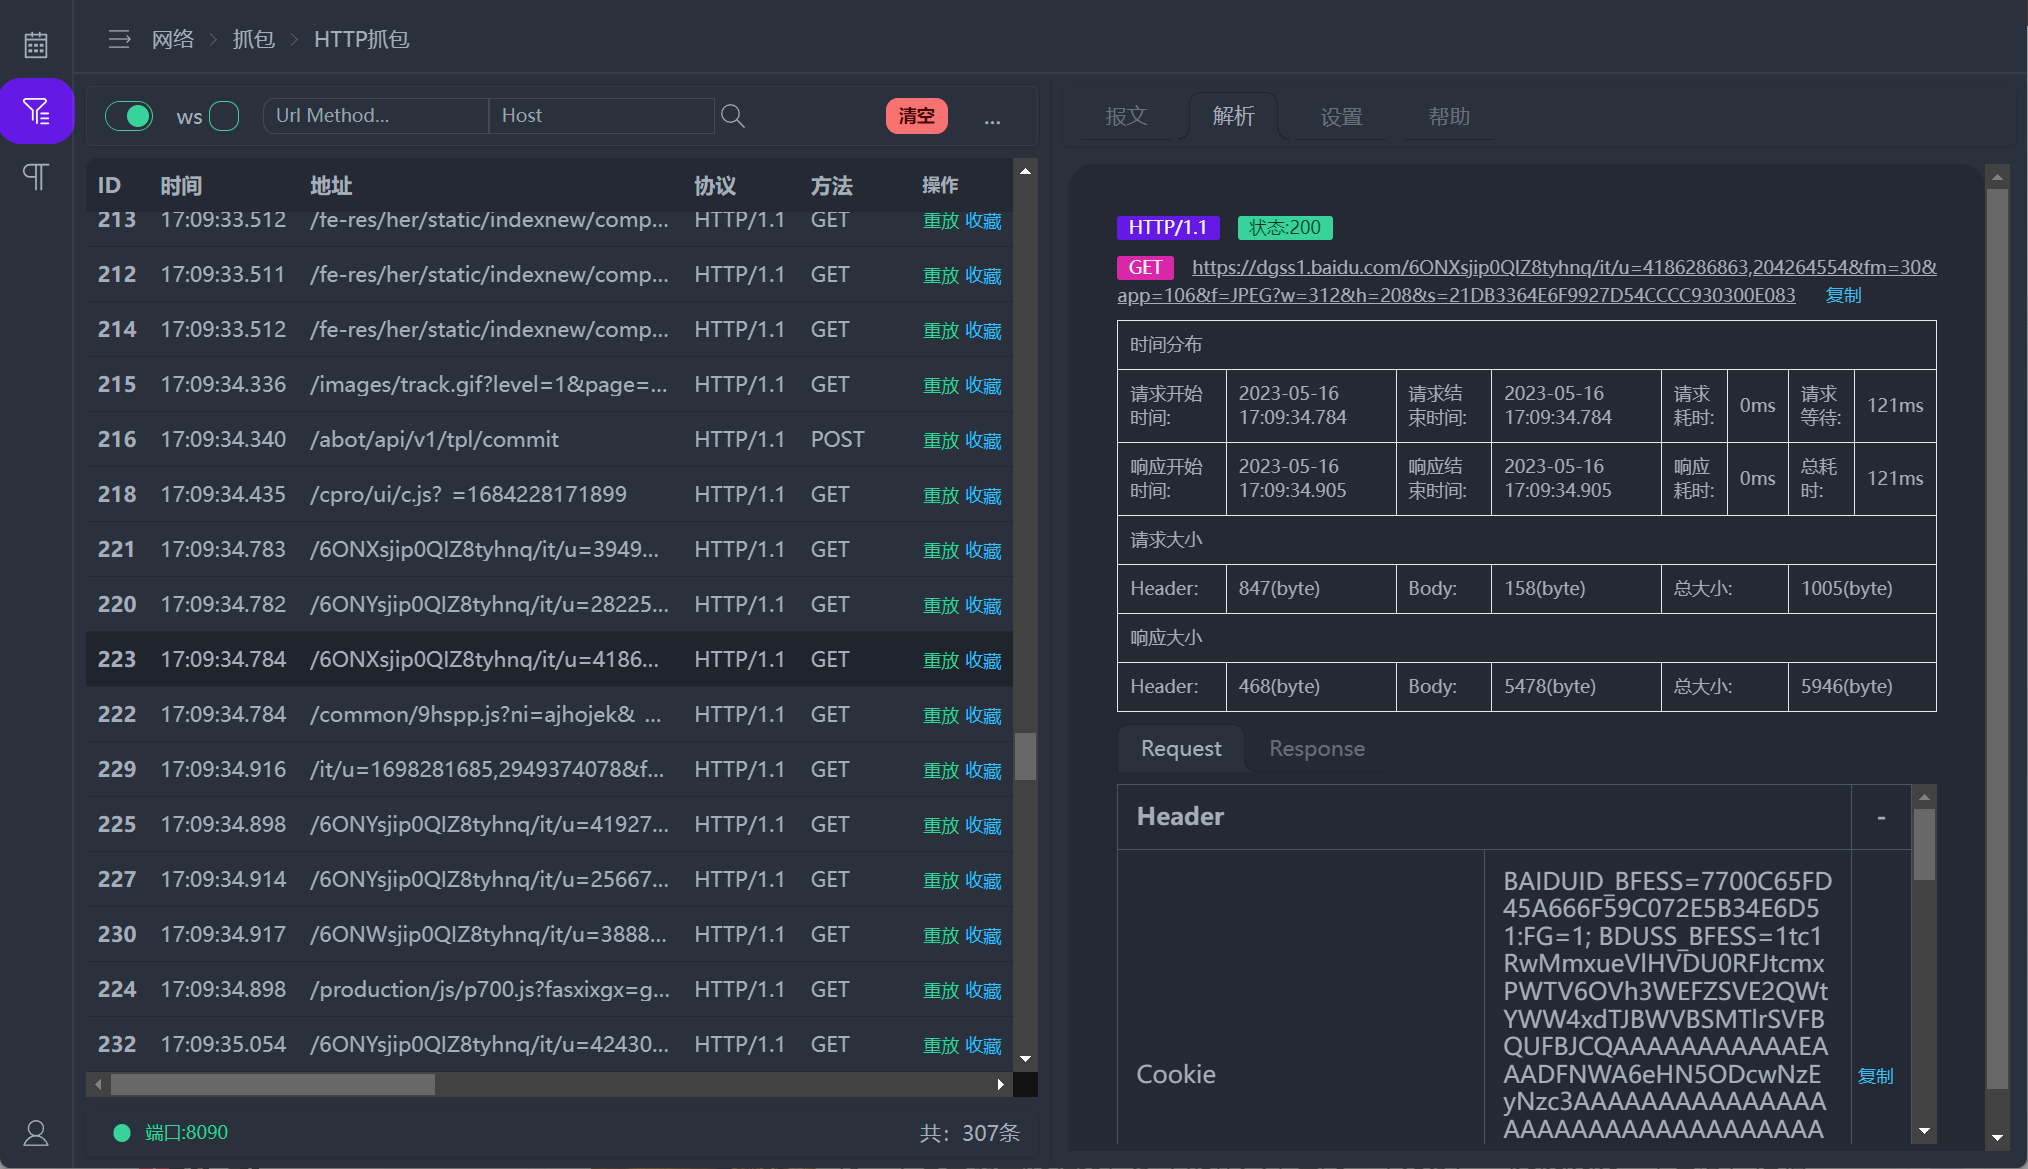 网络 > 抓包 > HTTP抓包
ws Url Method... Host 清空 ...
ID 时间 地址 协议 方法 操作
213 17:09:33.512 /fe-res/her/static/indexnew/comp... HTTP/1.1 GET 重放 收藏
212 17:09:33.511 /fe-res/her/static/indexnew/comp... HTTP/1.1 GET 重放 收藏
214 17:09:33.512 /fe-res/her/static/indexnew/comp... HTTP/1.1 GET 重放 收藏
215 17:09:34.336 /images/track.gif?level=1&page=... HTTP/1.1 GET 重放 收藏
216 17:09:34.340 /abot/api/v1/tpl/commit HTTP/1.1 POST 重放 收藏
218 17:09:34.435 /cpro/ui/c.js?_=1684228171899 HTTP/1.1 GET 重放 收藏
221 17:09:34.783 /6ONXsjip0QIZ8tyhnq/it/u=3949... HTTP/1.1 GET 重放 收藏
220 17:09:34.782 /6ONYsjip0QIZ8tyhnq/it/u=28225... HTTP/1.1 GET 重放 收藏
223 17:09:34.784 /6ONXsjip0QIZ8tyhnq/it/u=4186... HTTP/1.1 GET 重放 收藏
222 17:09:34.784 /common/9hspp.js?ni=ajhojek&_... HTTP/1.1 GET 重放 收藏
229 17:09:34.916 /it/u=1698281685,2949374078&f... HTTP/1.1 GET 重放 收藏
225 17:09:34.898 /6ONYsjip0QIZ8tyhnq/it/u=41927... HTTP/1.1 GET 重放 收藏
227 17:09:34.914 /6ONYsjip0QIZ8tyhnq/it/u=25667... HTTP/1.1 GET 重放 收藏
230 17:09:34.917 /6ONWsjip0QIZ8tyhnq/it/u=3888... HTTP/1.1 GET 重放 收藏
224 17:09:34.898 /production/js/p700.js?fasxixgx=g... HTTP/1.1 GET 重放 收藏
232 17:09:35.054 /6ONYsjip0QIZ8tyhnq/it/u=42430... HTTP/1.1 GET 重放 收藏
端口:8090 共：307条
报文 解析 设置 帮助
HTTP/1.1 状态:200
GET https://dgss1.baidu.com/6ONXsjip0QIZ8tyhnq/it/u=4186286863,204264554&fm=30&
app=106&f=JPEG?w=312&h=208&s=21DB3364E6F9927D54CCCC930300E083 复制
时间分布
请求开始 2023-05-16 请求结 2023-05-16 请求 0ms 请求 121ms
时间: 17:09:34.784 束时间: 17:09:34.784 耗时: 等待:
响应开始 2023-05-16 响应结 2023-05-16 响应 0ms 总耗 121ms
时间: 17:09:34.905 束时间: 17:09:34.905 耗时: 时:
请求大小
Header: 847(byte) Body: 158(byte) 总大小: 1005(byte)
响应大小
Header: 468(byte) Body: 5478(byte) 总大小: 5946(byte)
Request Response
Header -
Cookie
BAIDUID_BFESS=7700C65FD
45A666F59C072E5B34E6D5
1:FG=1; BDUSS_BFESS=1tc1
RwMmxueVlHVDU0RFJtcmx
PWTV6OVh3WEFZSVE2QWt
YWW4xdTJBWVBSMTlrSVFB
QUFBJCQAAAAAAAAAAAEA
AADFNWA6eHN5ODcwNzE
yNzc3AAAAAAAAAAAAAAA
AAAAAAAAAAAAAAAAAAA
复制